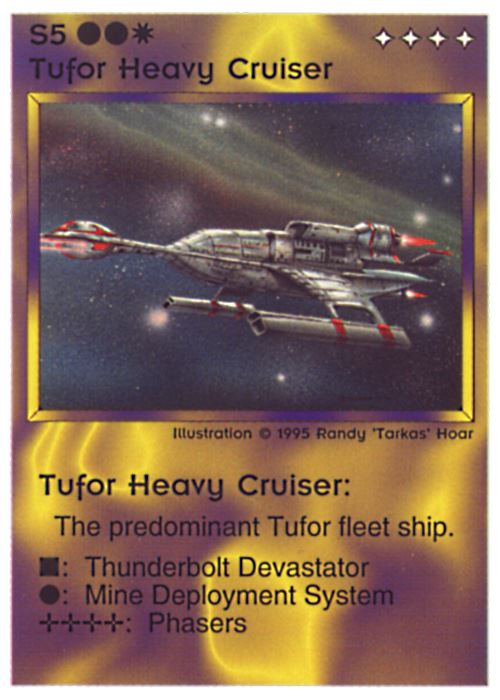 S5 ●●✷ ✦✦✦✦
Tufor Heavy Cruiser
Illustration © 1995 Randy 'Tarkas' Hoar
Tufor Heavy Cruiser:
The predominant Tufor fleet ship.
■: Thunderbolt Devastator
●: Mine Deployment System
✢✢✢✢: Phasers